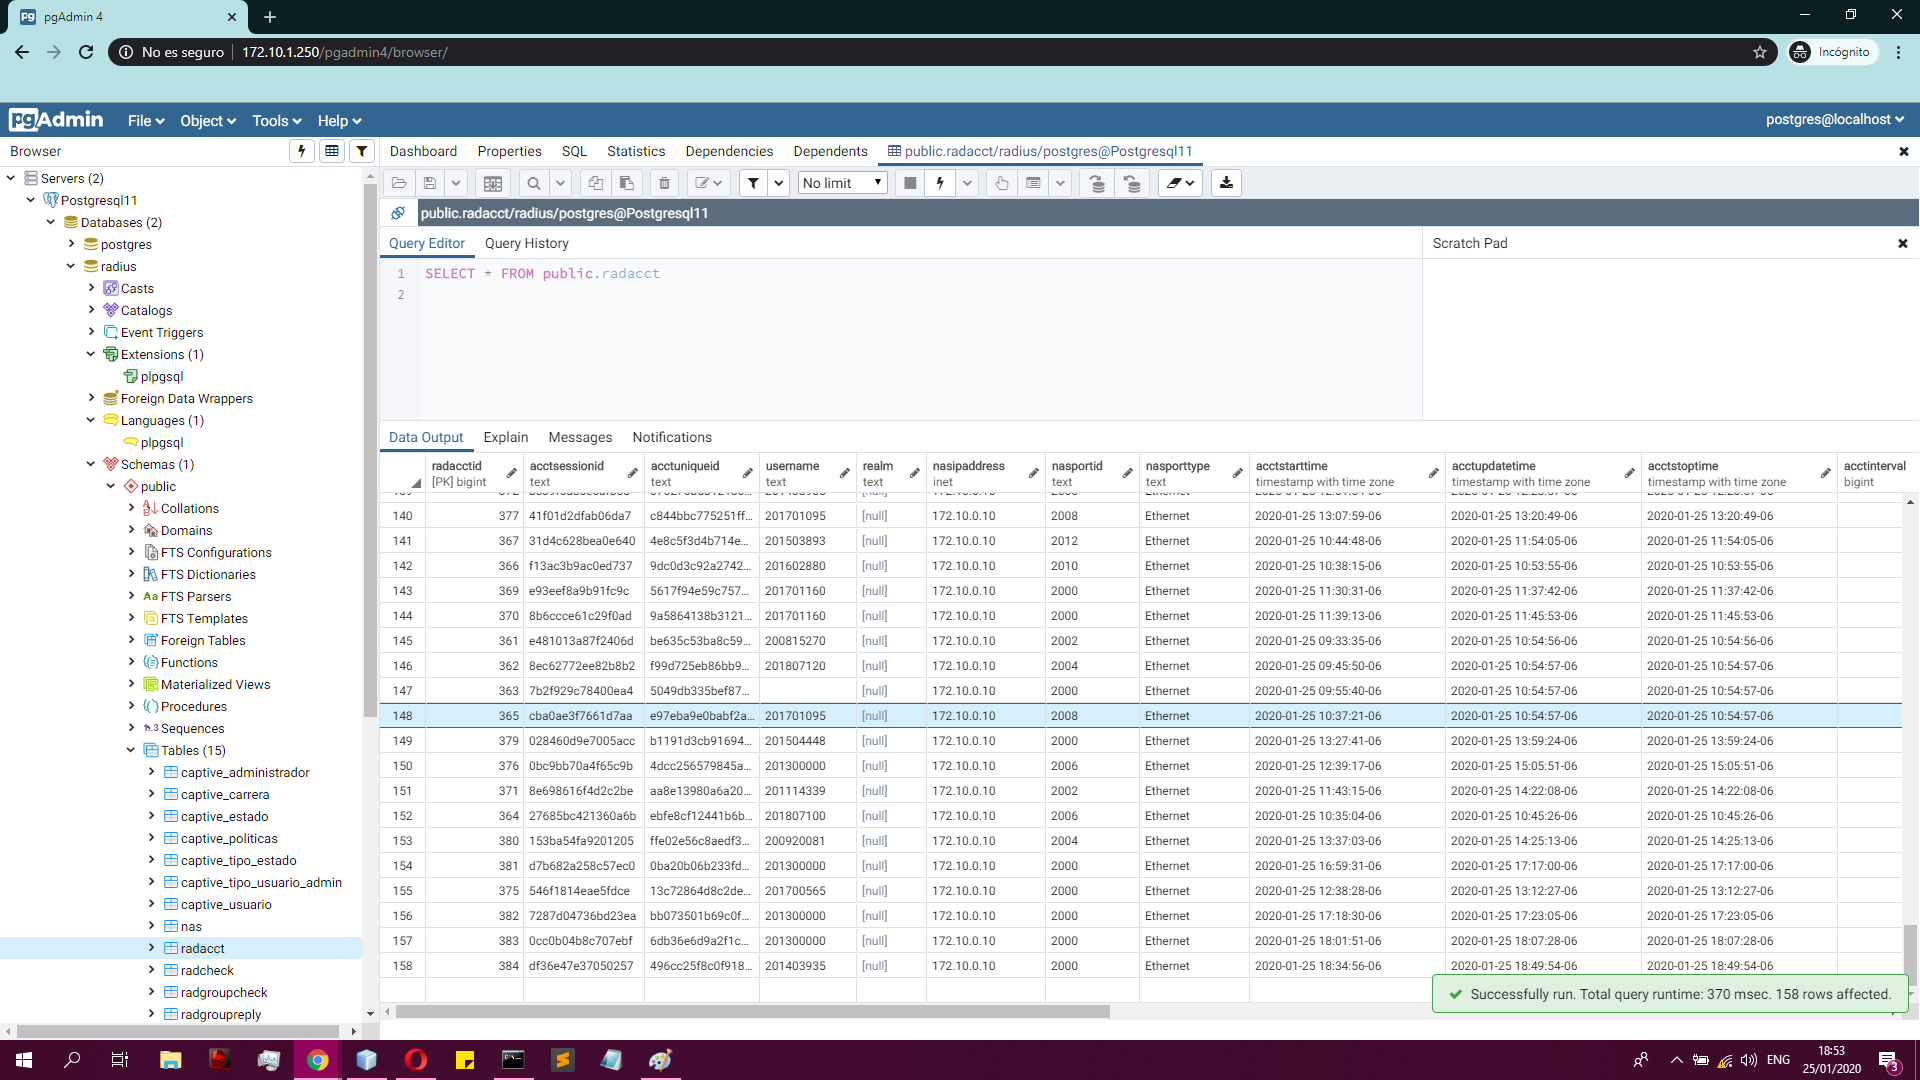 pgAdmin 4
No es seguro 172.10.1.250/pgadmin4/browser/ Incógnito
pgAdmin File Object Tools Help postgres@localhost
Browser Dashboard Properties SQL Statistics Dependencies Dependents public.radacct/radius/postgres@Postgresql11
No limit
public.radacct/radius/postgres@Postgresql11
Query Editor Query History Scratch Pad
1 SELECT * FROM public.radacct
2
Servers (2)
Postgresql11
Databases (2)
postgres
radius
Casts
Catalogs
Event Triggers
Extensions (1)
plpgsql
Foreign Data Wrappers
Languages (1)
plpgsql
Schemas (1)
public
Collations
Domains
FTS Configurations
FTS Dictionaries
Aa FTS Parsers
FTS Templates
Foreign Tables
Functions
Materialized Views
Procedures
1..3 Sequences
Tables (15)
captive_administrador
captive_carrera
captive_estado
captive_politicas
captive_tipo_estado
captive_tipo_usuario_admin
captive_usuario
nas
radacct
radcheck
radgroupcheck
radgroupreply
Data Output Explain Messages Notifications
radacctid acctsessionid acctuniqueid username realm nasipaddress nasportid nasporttype acctstarttime acctupdatetime acctstoptime acctinterval
[PK] bigint text text text text inet text text timestamp with time zone timestamp with time zone timestamp with time zone bigint
140 377 41f01d2dfab06da7 c844bbc775251ff... 201701095 [null] 172.10.0.10 2008 Ethernet 2020-01-25 13:07:59-06 2020-01-25 13:20:49-06 2020-01-25 13:20:49-06
141 367 31d4c628bea0e640 4e8c5f3d4b714e... 201503893 [null] 172.10.0.10 2012 Ethernet 2020-01-25 10:44:48-06 2020-01-25 11:54:05-06 2020-01-25 11:54:05-06
142 366 f13ac3b9ac0ed737 9dc0d3c92a2742... 201602880 [null] 172.10.0.10 2010 Ethernet 2020-01-25 10:38:15-06 2020-01-25 10:53:55-06 2020-01-25 10:53:55-06
143 369 e93eef8a9b91fc9c 5617f94e59c757... 201701160 [null] 172.10.0.10 2000 Ethernet 2020-01-25 11:30:31-06 2020-01-25 11:37:42-06 2020-01-25 11:37:42-06
144 370 8b6ccce61c29f0ad 9a5864138b3121... 201701160 [null] 172.10.0.10 2000 Ethernet 2020-01-25 11:39:13-06 2020-01-25 11:45:53-06 2020-01-25 11:45:53-06
145 361 e481013a87f2406d be635c53ba8c59... 200815270 [null] 172.10.0.10 2002 Ethernet 2020-01-25 09:33:35-06 2020-01-25 10:54:56-06 2020-01-25 10:54:56-06
146 362 8ec62772ee82b8b2 f99d725eb86bb9... 201807120 [null] 172.10.0.10 2004 Ethernet 2020-01-25 09:45:50-06 2020-01-25 10:54:57-06 2020-01-25 10:54:57-06
147 363 7b2f929c78400ea4 5049db335bef87... [null] 172.10.0.10 2000 Ethernet 2020-01-25 09:55:40-06 2020-01-25 10:54:57-06 2020-01-25 10:54:57-06
148 365 cba0ae3f7661d7aa e97eba9e0babf2a... 201701095 [null] 172.10.0.10 2008 Ethernet 2020-01-25 10:37:21-06 2020-01-25 10:54:57-06 2020-01-25 10:54:57-06
149 379 028460d9e7005acc b1191d3cb91694... 201504448 [null] 172.10.0.10 2000 Ethernet 2020-01-25 13:27:41-06 2020-01-25 13:59:24-06 2020-01-25 13:59:24-06
150 376 0bc9bb70a4f65c9b 4dcc256579845a... 201300000 [null] 172.10.0.10 2006 Ethernet 2020-01-25 12:39:17-06 2020-01-25 15:05:51-06 2020-01-25 15:05:51-06
151 371 8e698616f4d2c2be aa8e13980a6a20... 201114339 [null] 172.10.0.10 2002 Ethernet 2020-01-25 11:43:15-06 2020-01-25 14:22:08-06 2020-01-25 14:22:08-06
152 364 27685bc421360a6b ebfe8cf12441b6b... 201807100 [null] 172.10.0.10 2006 Ethernet 2020-01-25 10:35:04-06 2020-01-25 10:45:26-06 2020-01-25 10:45:26-06
153 380 153ba54fa9201205 ffe02e56c8aedf3... 200920081 [null] 172.10.0.10 2004 Ethernet 2020-01-25 13:37:03-06 2020-01-25 14:25:13-06 2020-01-25 14:25:13-06
154 381 d7b682a258c57ec0 0ba20b06b233fd... 201300000 [null] 172.10.0.10 2000 Ethernet 2020-01-25 16:59:31-06 2020-01-25 17:17:00-06 2020-01-25 17:17:00-06
155 375 546f1814eae5fdce 13c72864d8c2de... 201700565 [null] 172.10.0.10 2000 Ethernet 2020-01-25 12:38:28-06 2020-01-25 13:12:27-06 2020-01-25 13:12:27-06
156 382 7287d04736bd23ea bb073501b69c0f... 201300000 [null] 172.10.0.10 2000 Ethernet 2020-01-25 17:18:30-06 2020-01-25 17:23:05-06 2020-01-25 17:23:05-06
157 383 0cc0b04b8c707ebf 6db36e6d9a2f1c... 201300000 [null] 172.10.0.10 2000 Ethernet 2020-01-25 18:01:51-06 2020-01-25 18:07:28-06 2020-01-25 18:07:28-06
158 384 df36e47e37050257 496cc25f8c0f918... 201403935 [null] 172.10.0.10 2000 Ethernet 2020-01-25 18:34:56-06 2020-01-25 18:49:54-06 2020-01-25 18:49:54-06
Successfully run. Total query runtime: 370 msec. 158 rows affected.
ENG 18:53
25/01/2020 3